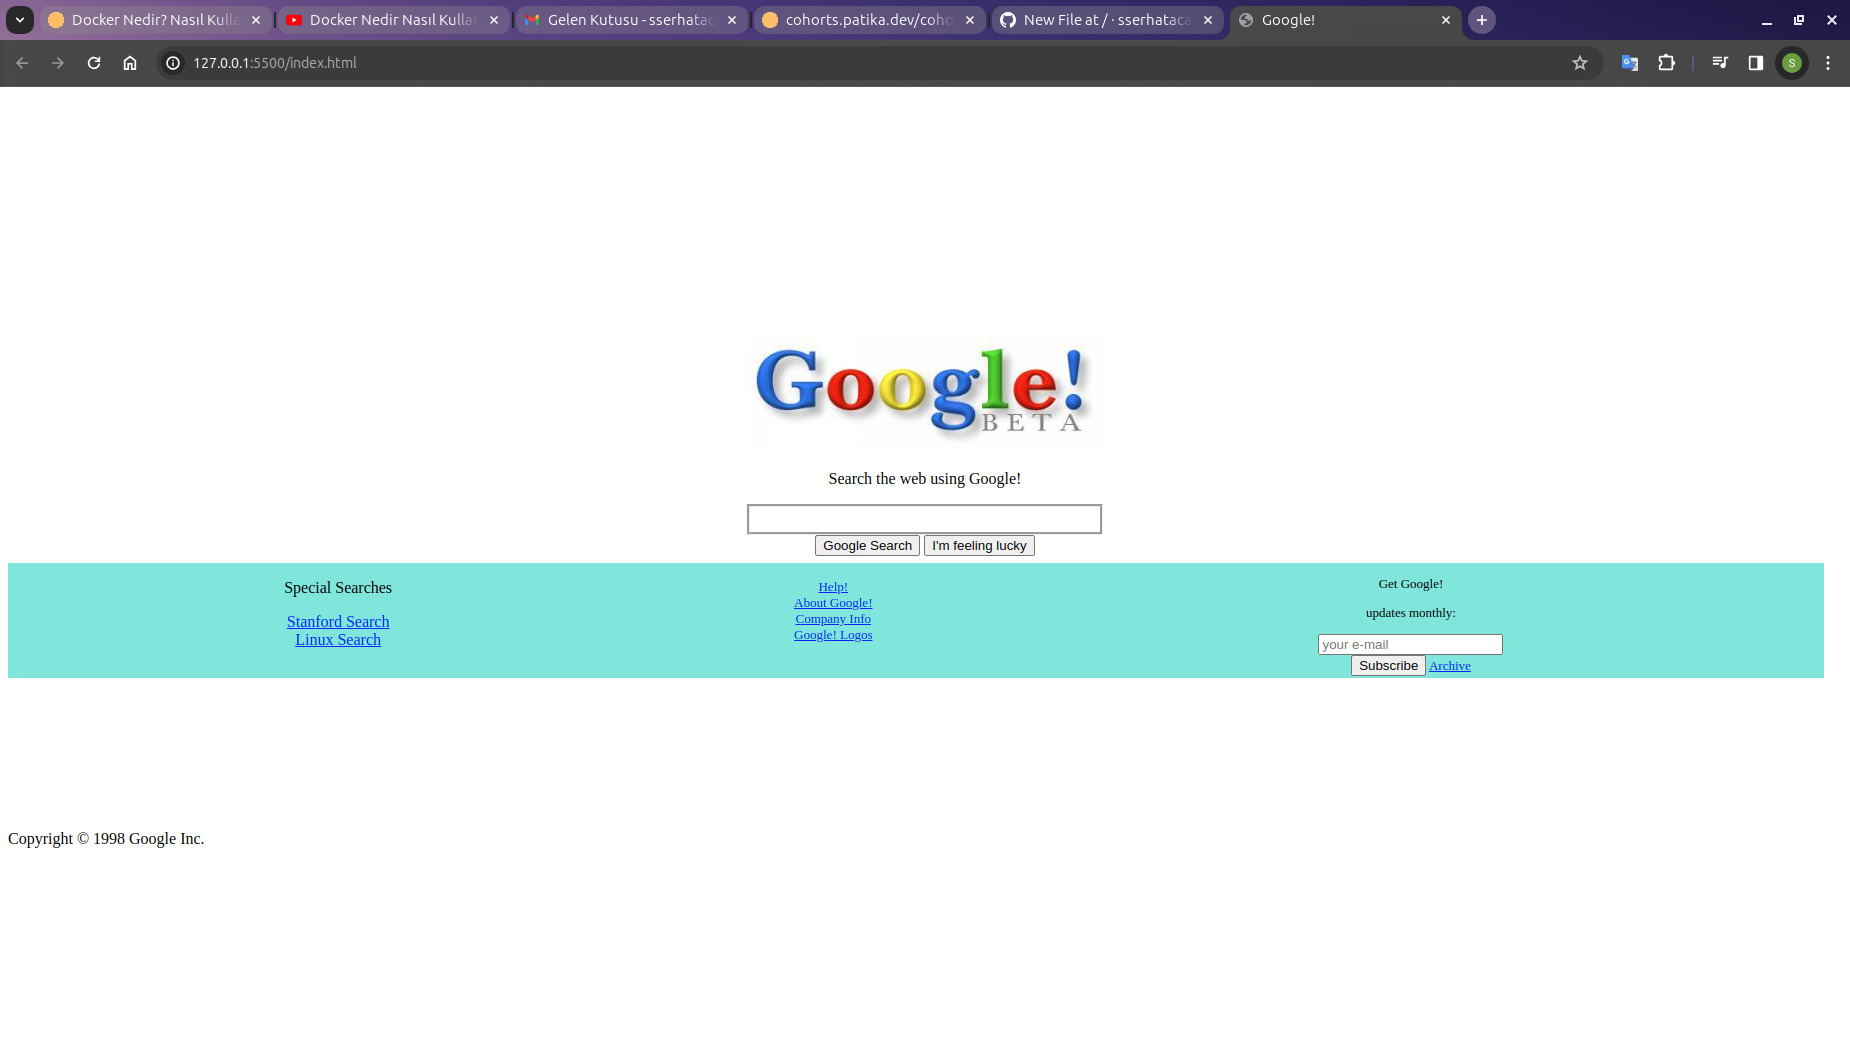 Docker Nedir? Nasıl Kulla
Docker Nedir Nasıl Kullar
Gelen Kutusu - sserhatac
cohorts.patika.dev/coho
New File at / · sserhataca
Google!
127.0.0.1:5500/index.html
S
Google!
BETA
Search the web using Google!
Google Search
I'm feeling lucky
Special Searches
Stanford Search
Linux Search
Help!
About Google!
Company Info
Google! Logos
Get Google!
updates monthly:
your e-mail
Subscribe Archive
Copyright © 1998 Google Inc.